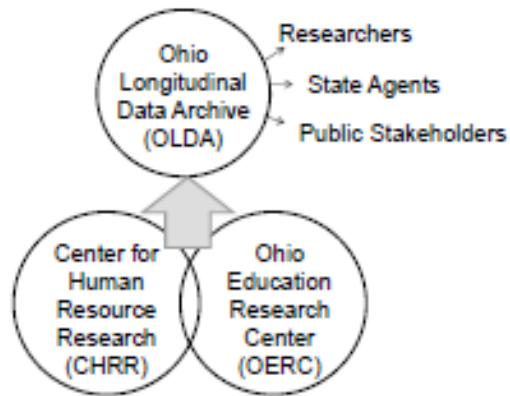 Ohio
Longitudinal
Data Archive
(OLDA)
Researchers
State Agents
Public Stakeholders
Center for
Human
Resource
Research
(CHRR)
Ohio
Education
Research
Center
(OERC)